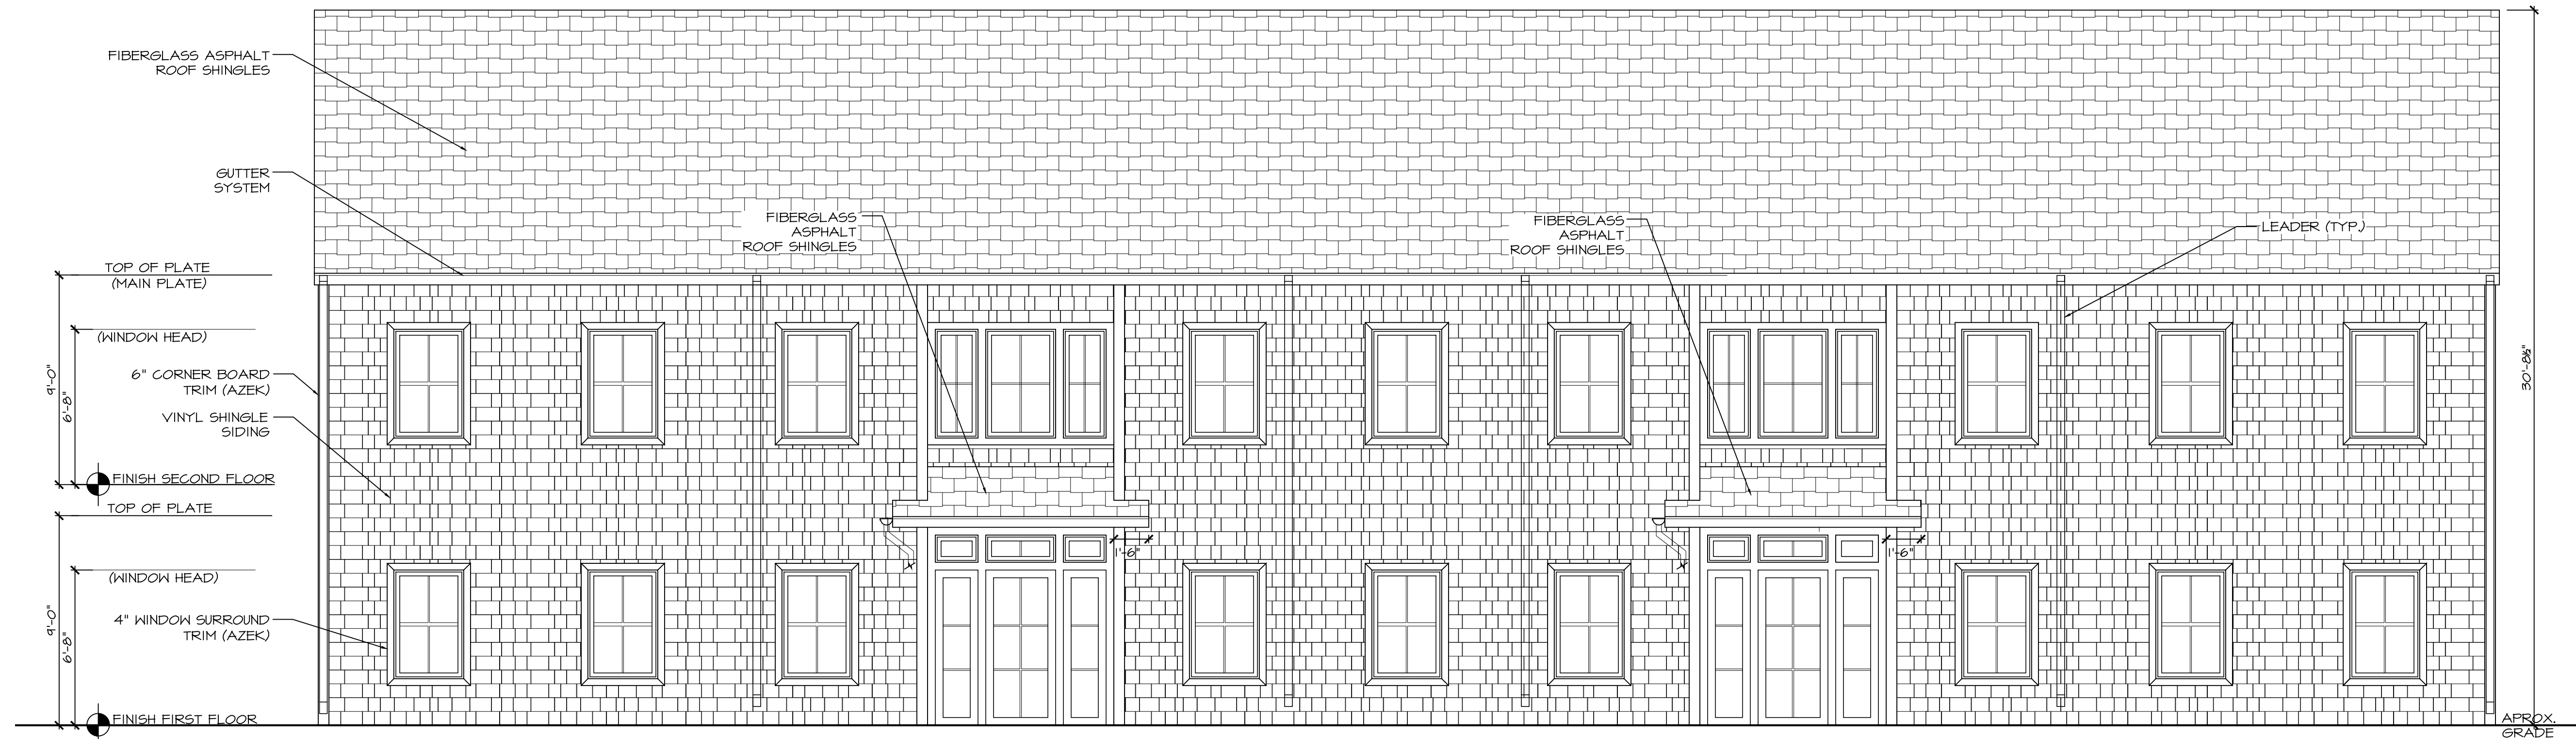 FIBERGLASS ASPHALT
ROOF SHINGLES
GUTTER
SYSTEM
FIBERGLASS
ASPHALT
ROOF SHINGLES
FIBERGLASS
ASPHALT
ROOF SHINGLES
LEADER (TYP.)
TOP OF PLATE
(MAIN PLATE)
(WINDOW HEAD)
9'-0"
6'-8"
6" CORNER BOARD
TRIM (AZEK)
VINYL SHINGLE
SIDING
30'-8½"
FINISH SECOND FLOOR
TOP OF PLATE
1'-6"
1'-6"
(WINDOW HEAD)
9'-0"
6'-8"
4" WINDOW SURROUND
TRIM (AZEK)
FINISH FIRST FLOOR
APROX.
GRADE